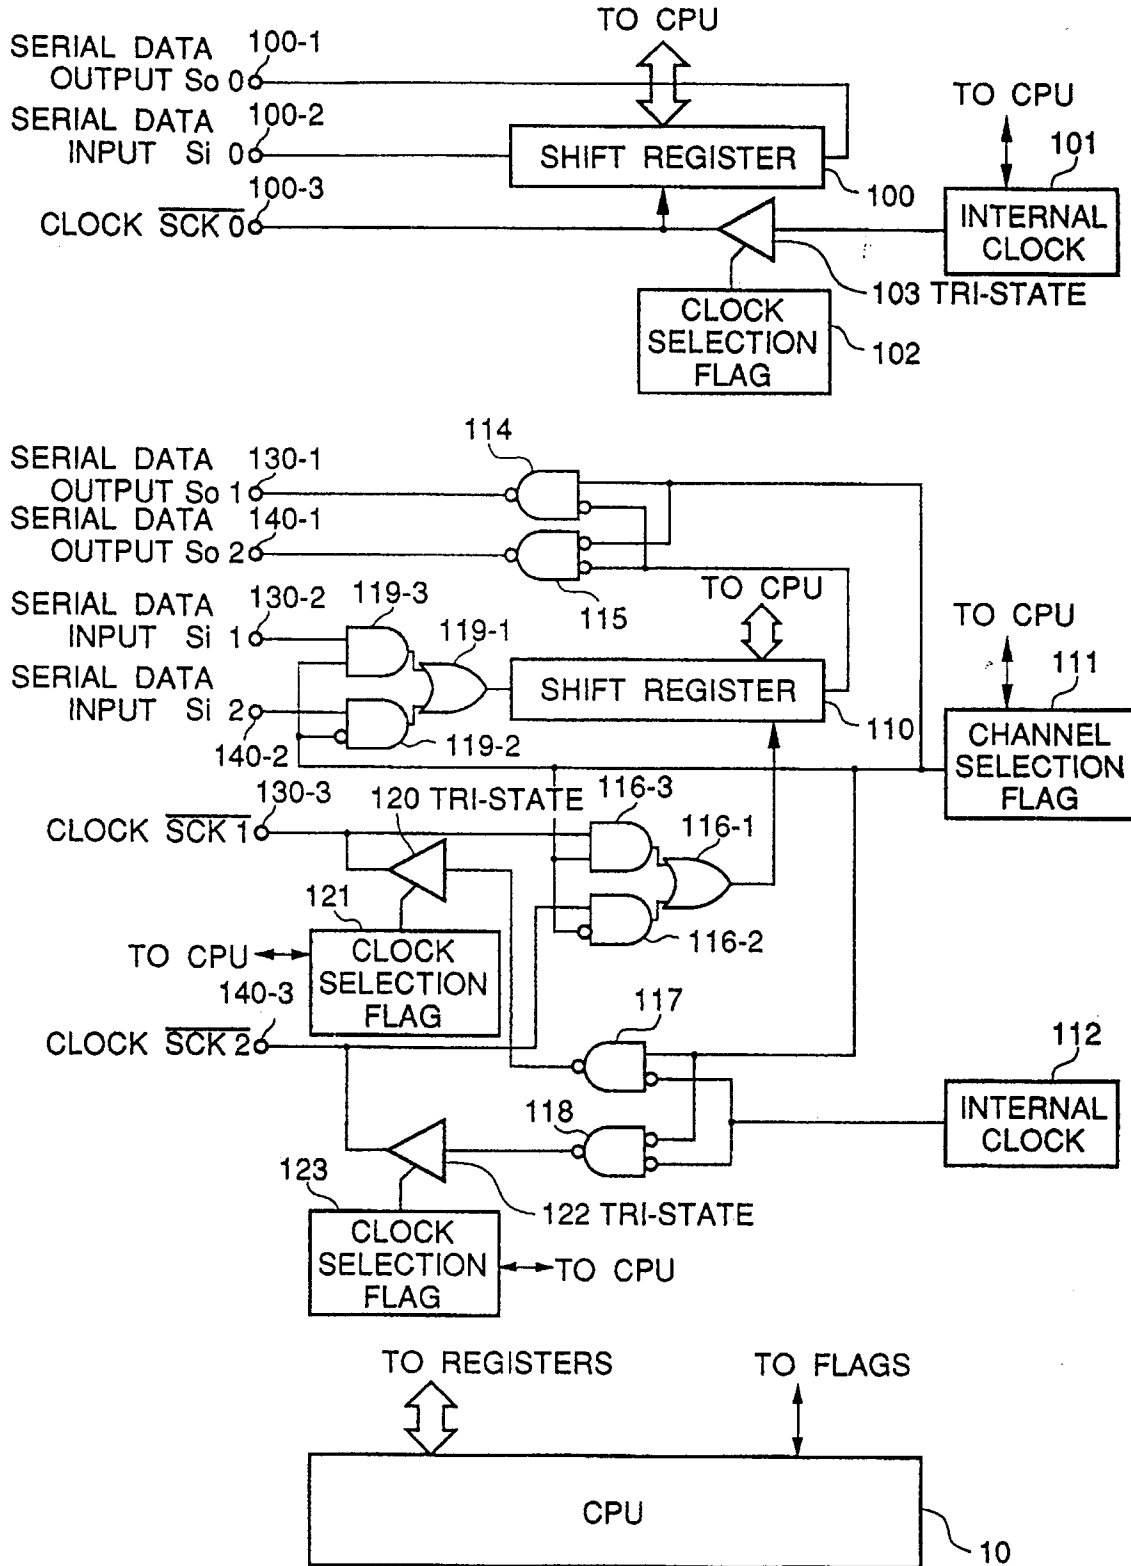 TO CPU
SERIAL DATA 100-1
OUTPUT So 0
TO CPU
SERIAL DATA 100-2
INPUT Si 0
SHIFT REGISTER
101
100-3
100
CLOCK SCK 0
INTERNAL
CLOCK
103 TRI-STATE
CLOCK
SELECTION
FLAG
102
114
SERIAL DATA 130-1
OUTPUT So 1
SERIAL DATA 140-1
OUTPUT So 2
TO CPU
119-3
115
SERIAL DATA 130-2
INPUT Si 1
119-1
TO CPU
SERIAL DATA
INPUT Si 2
SHIFT REGISTER
111
110
140-2
119-2
CHANNEL
SELECTION
FLAG
130-3
120 TRI-STATE
116-3
CLOCK SCK 1
116-1
121
116-2
TO CPU
CLOCK
SELECTION
FLAG
140-3
117
CLOCK SCK 2
112
118
INTERNAL
CLOCK
123
122 TRI-STATE
CLOCK
SELECTION
FLAG
TO CPU
TO REGISTERS
TO FLAGS
CPU
10